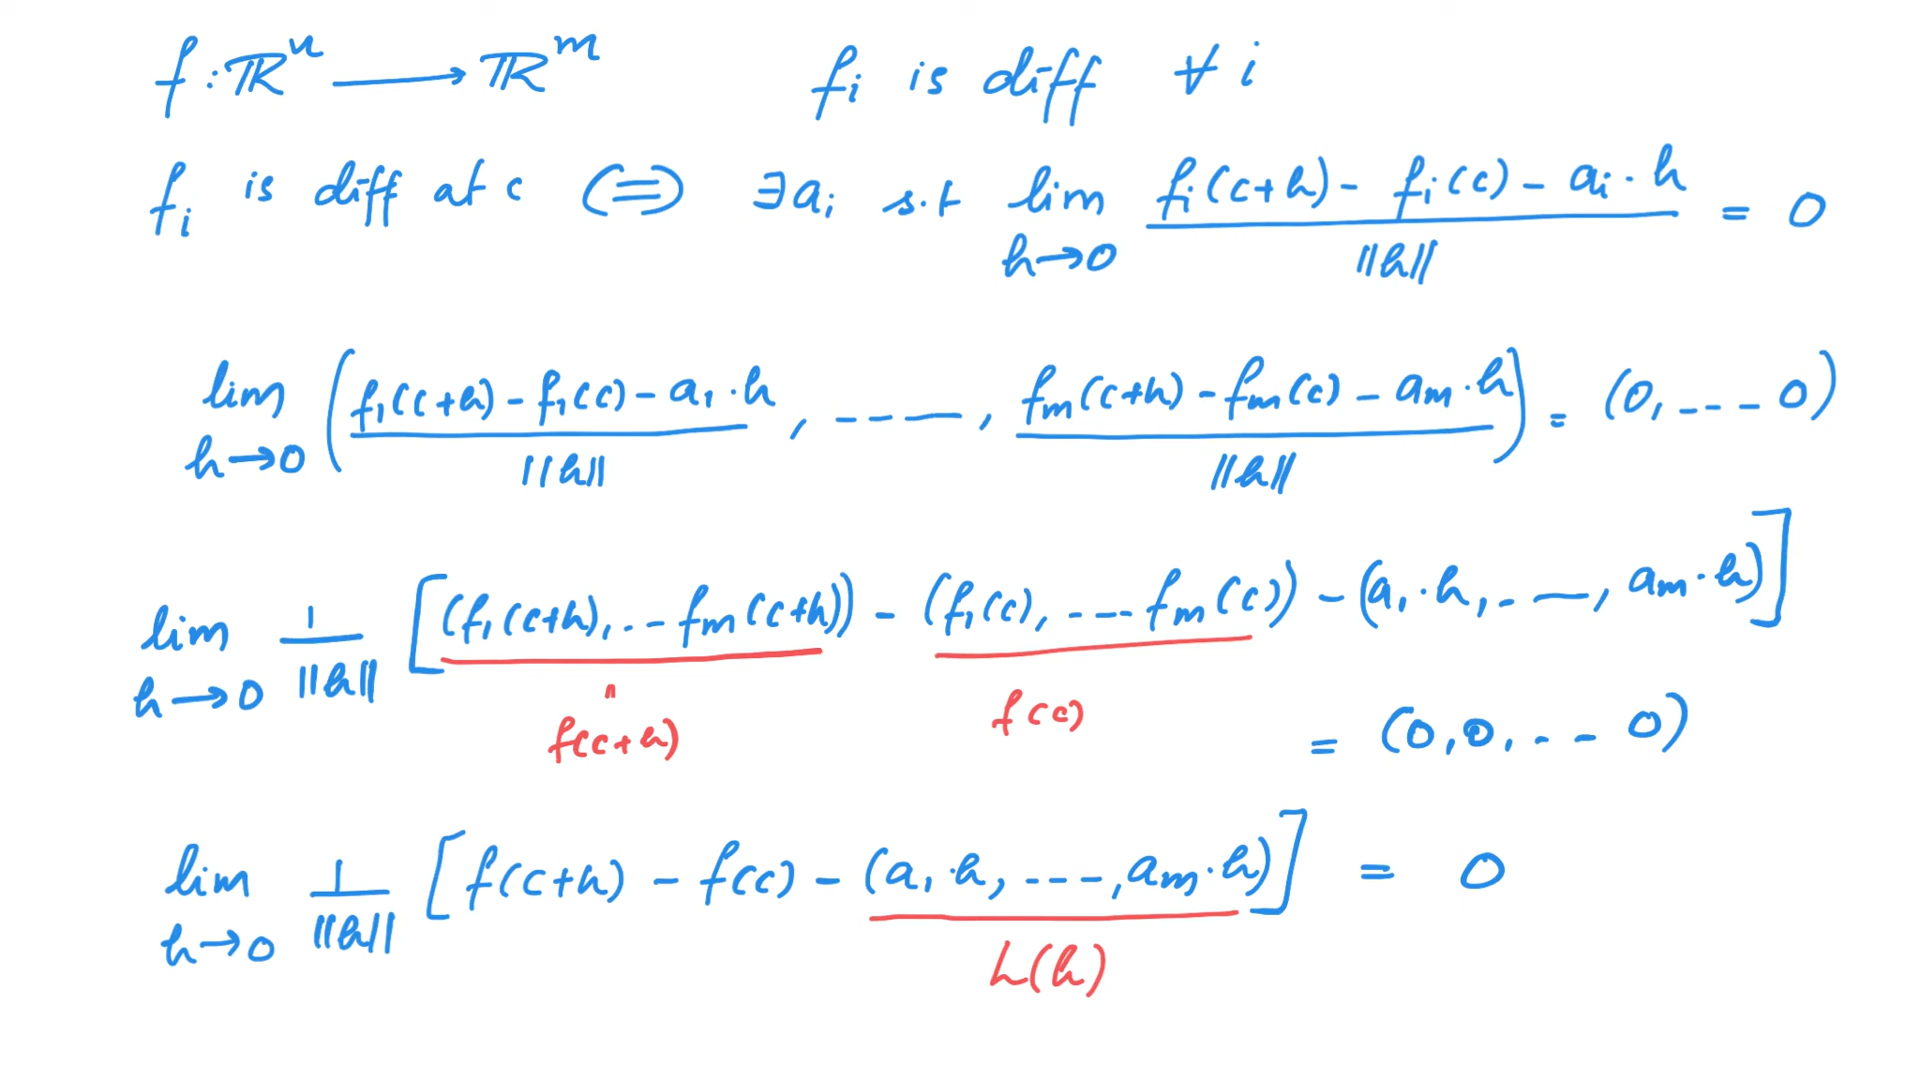 f : ℝⁿ ⟶ ℝᵐ    fᵢ is diff ∀ i
fᵢ is diff at c ⟺ ∃ aᵢ s.t lim_{h→0} (fᵢ(c+h) - fᵢ(c) - aᵢ · h) / ||h|| = 0
lim_{h→0} ( (f₁(c+h) - f₁(c) - a₁ · h) / ||h|| , ----, (fₘ(c+h) - fₘ(c) - aₘ · h) / ||h|| ) = (0, --- 0)
lim_{h→0} 1/||h|| [ (f₁(c+h), .-- fₘ(c+h)) - (f₁(c), --- fₘ(c)) - (a₁ · h, . --, aₘ · h) ]
f(c+h)    f(c)
= (0, 0, . - - 0)
lim_{h→0} 1/||h|| [ f(c+h) - f(c) - (a₁ · h, ----, aₘ · h) ] = 0
L(h)